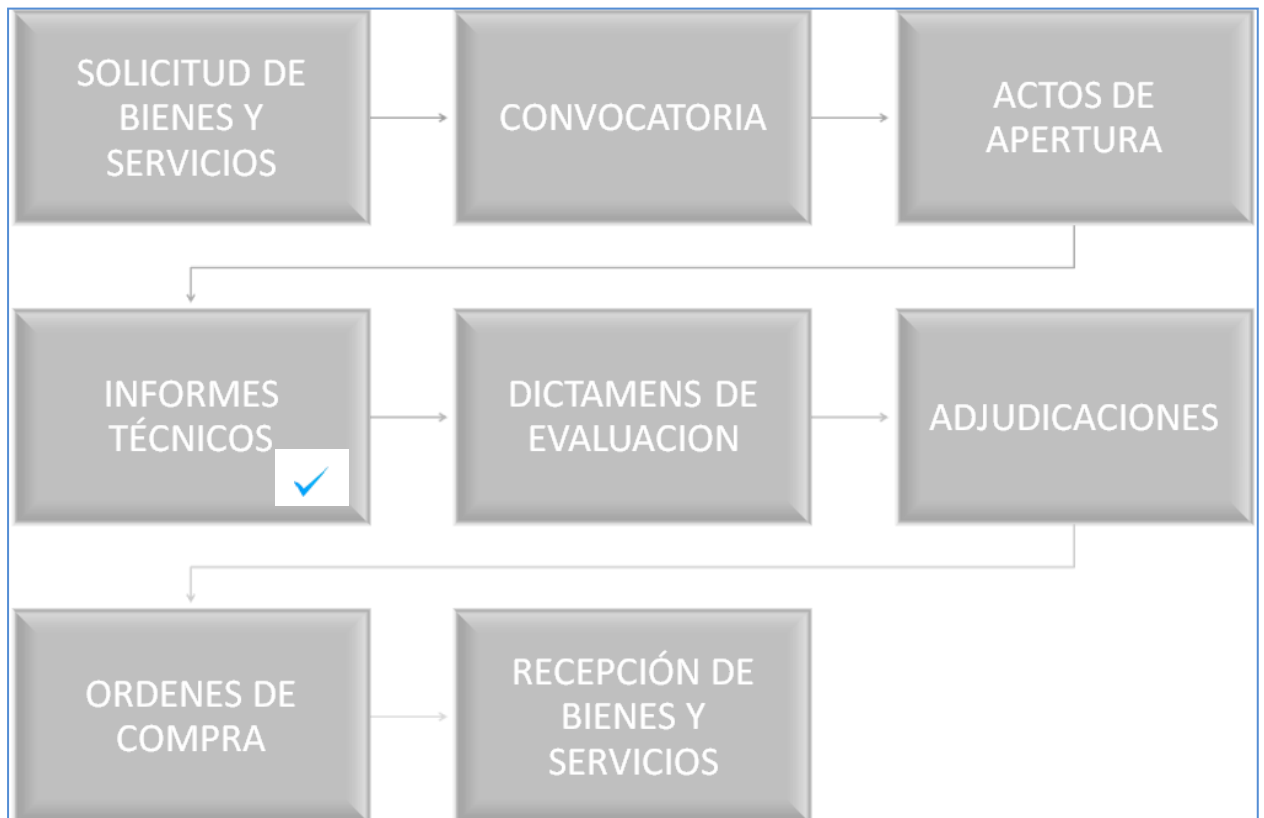 SOLICITUD DE
BIENES Y
SERVICIOS
CONVOCATORIA
ACTOS DE
APERTURA
INFORMES
TÉCNICOS
DICTAMENS DE
EVALUACION
ADJUDICACIONES
ORDENES DE
COMPRA
RECEPCIÓN DE
BIENES Y
SERVICIOS